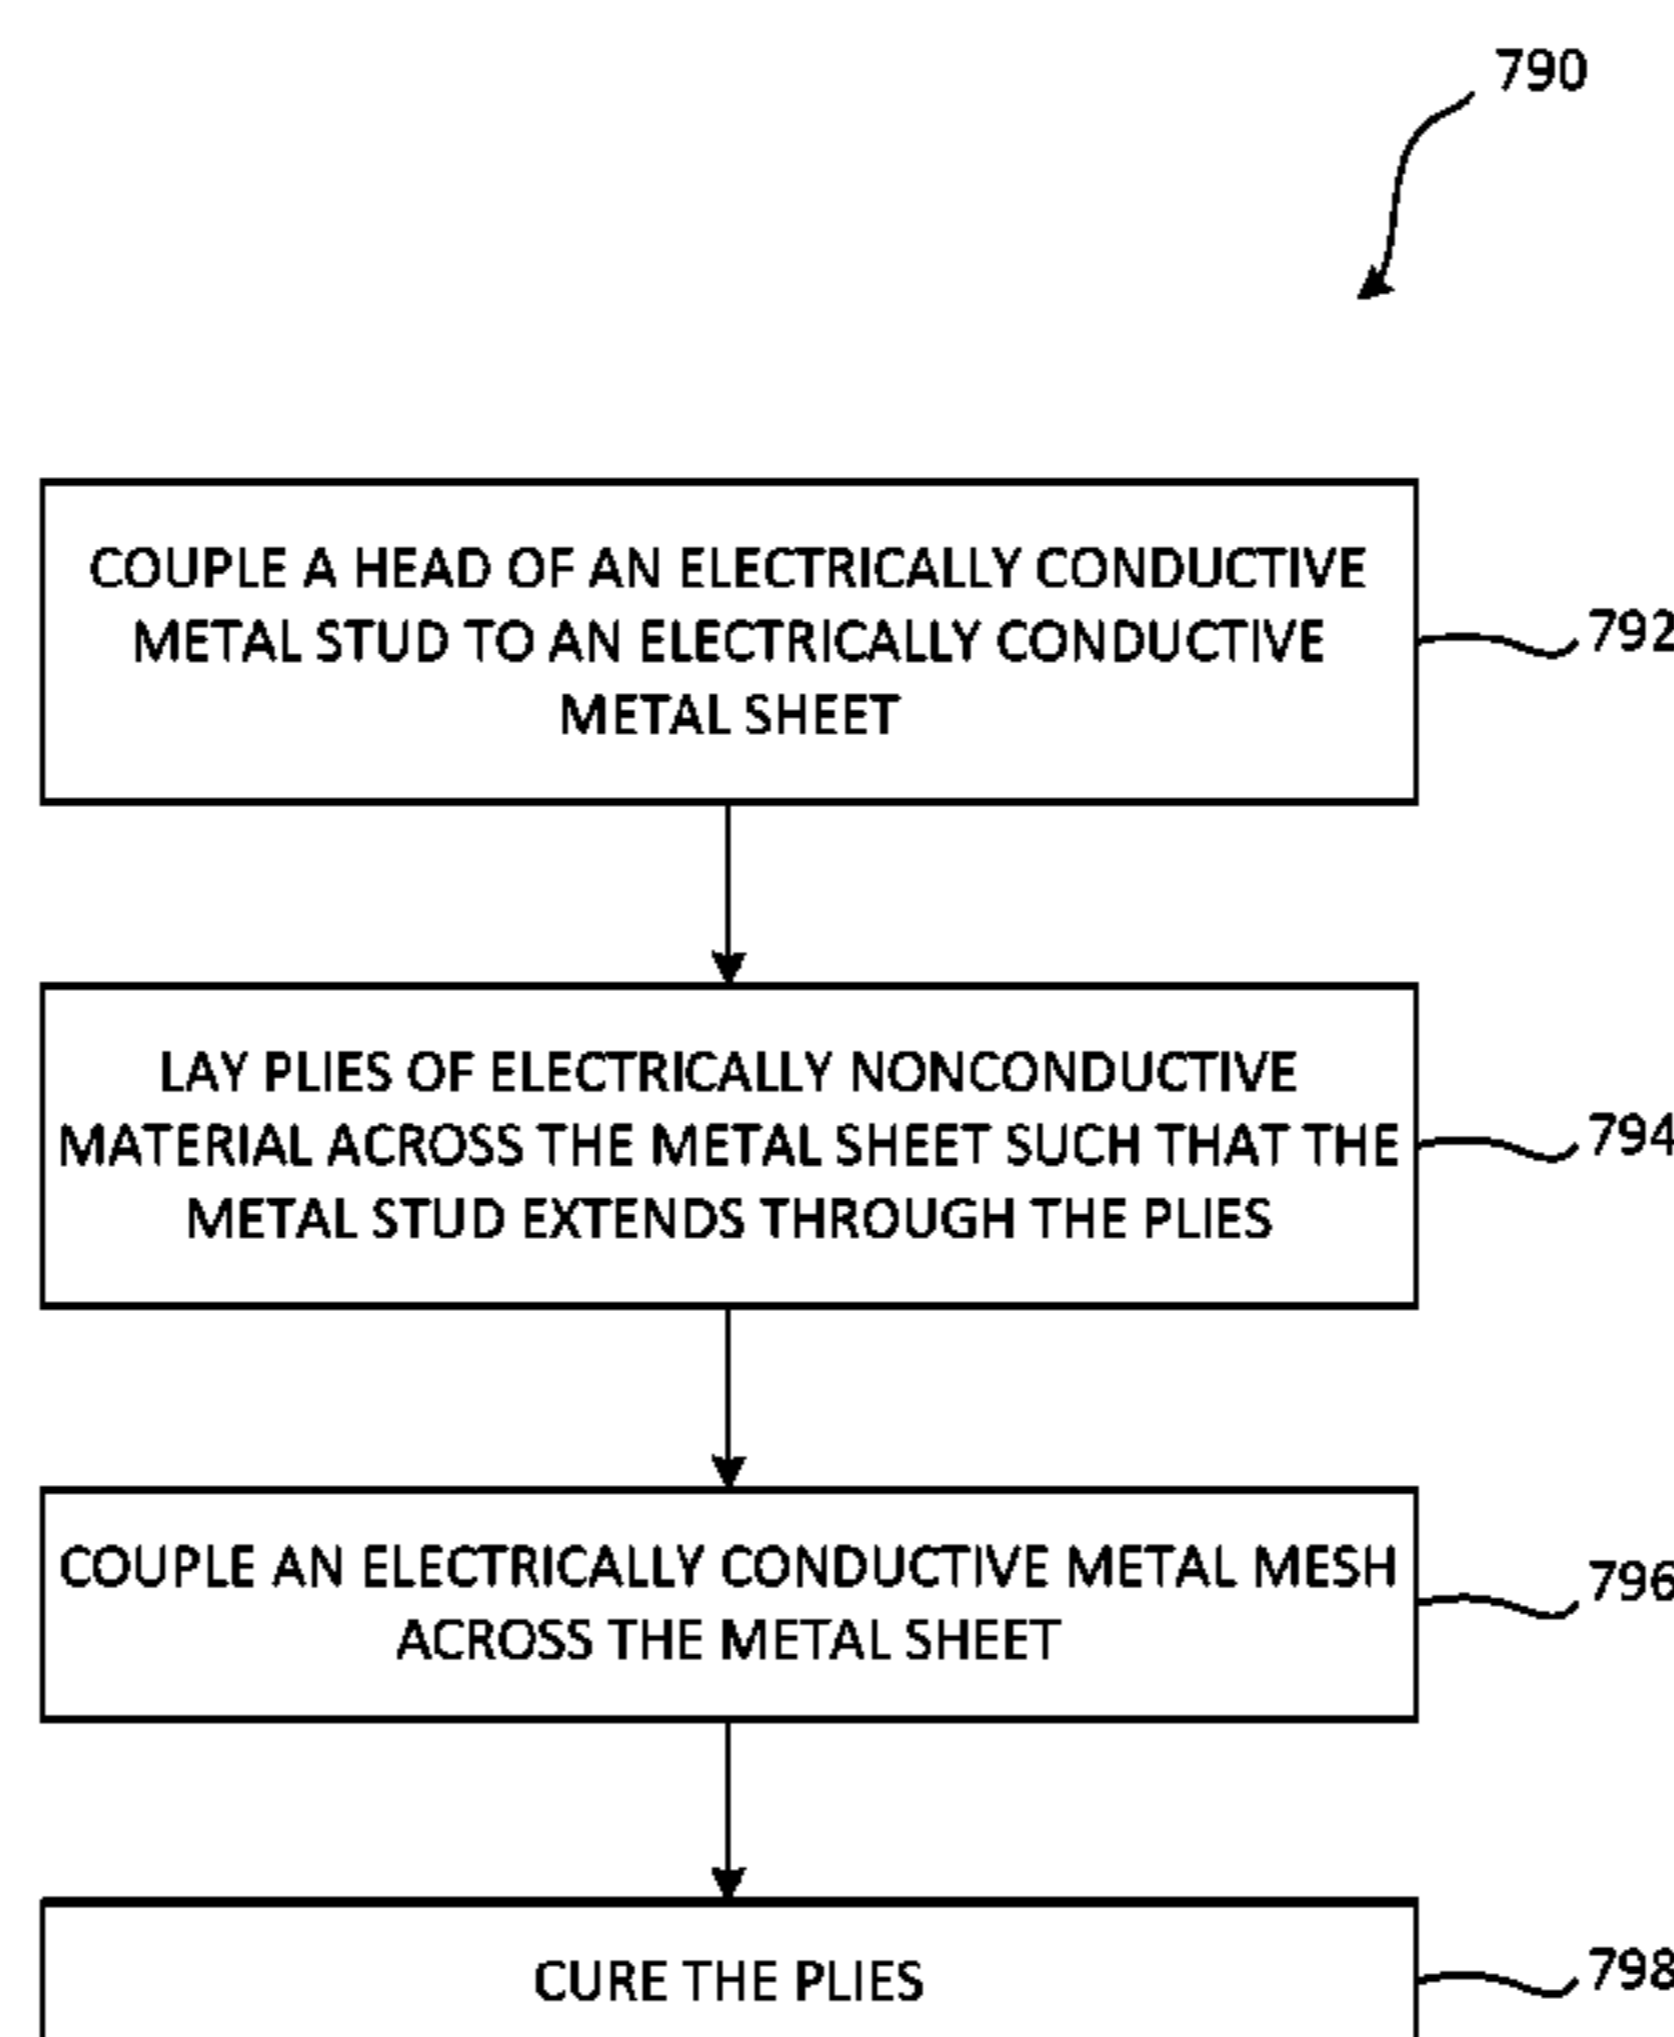 790
COUPLE A HEAD OF AN ELECTRICALLY CONDUCTIVE
METAL STUD TO AN ELECTRICALLY CONDUCTIVE
METAL SHEET
792
LAY PLIES OF ELECTRICALLY NONCONDUCTIVE
MATERIAL ACROSS THE METAL SHEET SUCH THAT THE
METAL STUD EXTENDS THROUGH THE PLIES
794
COUPLE AN ELECTRICALLY CONDUCTIVE METAL MESH
ACROSS THE METAL SHEET
796
CURE THE PLIES
798